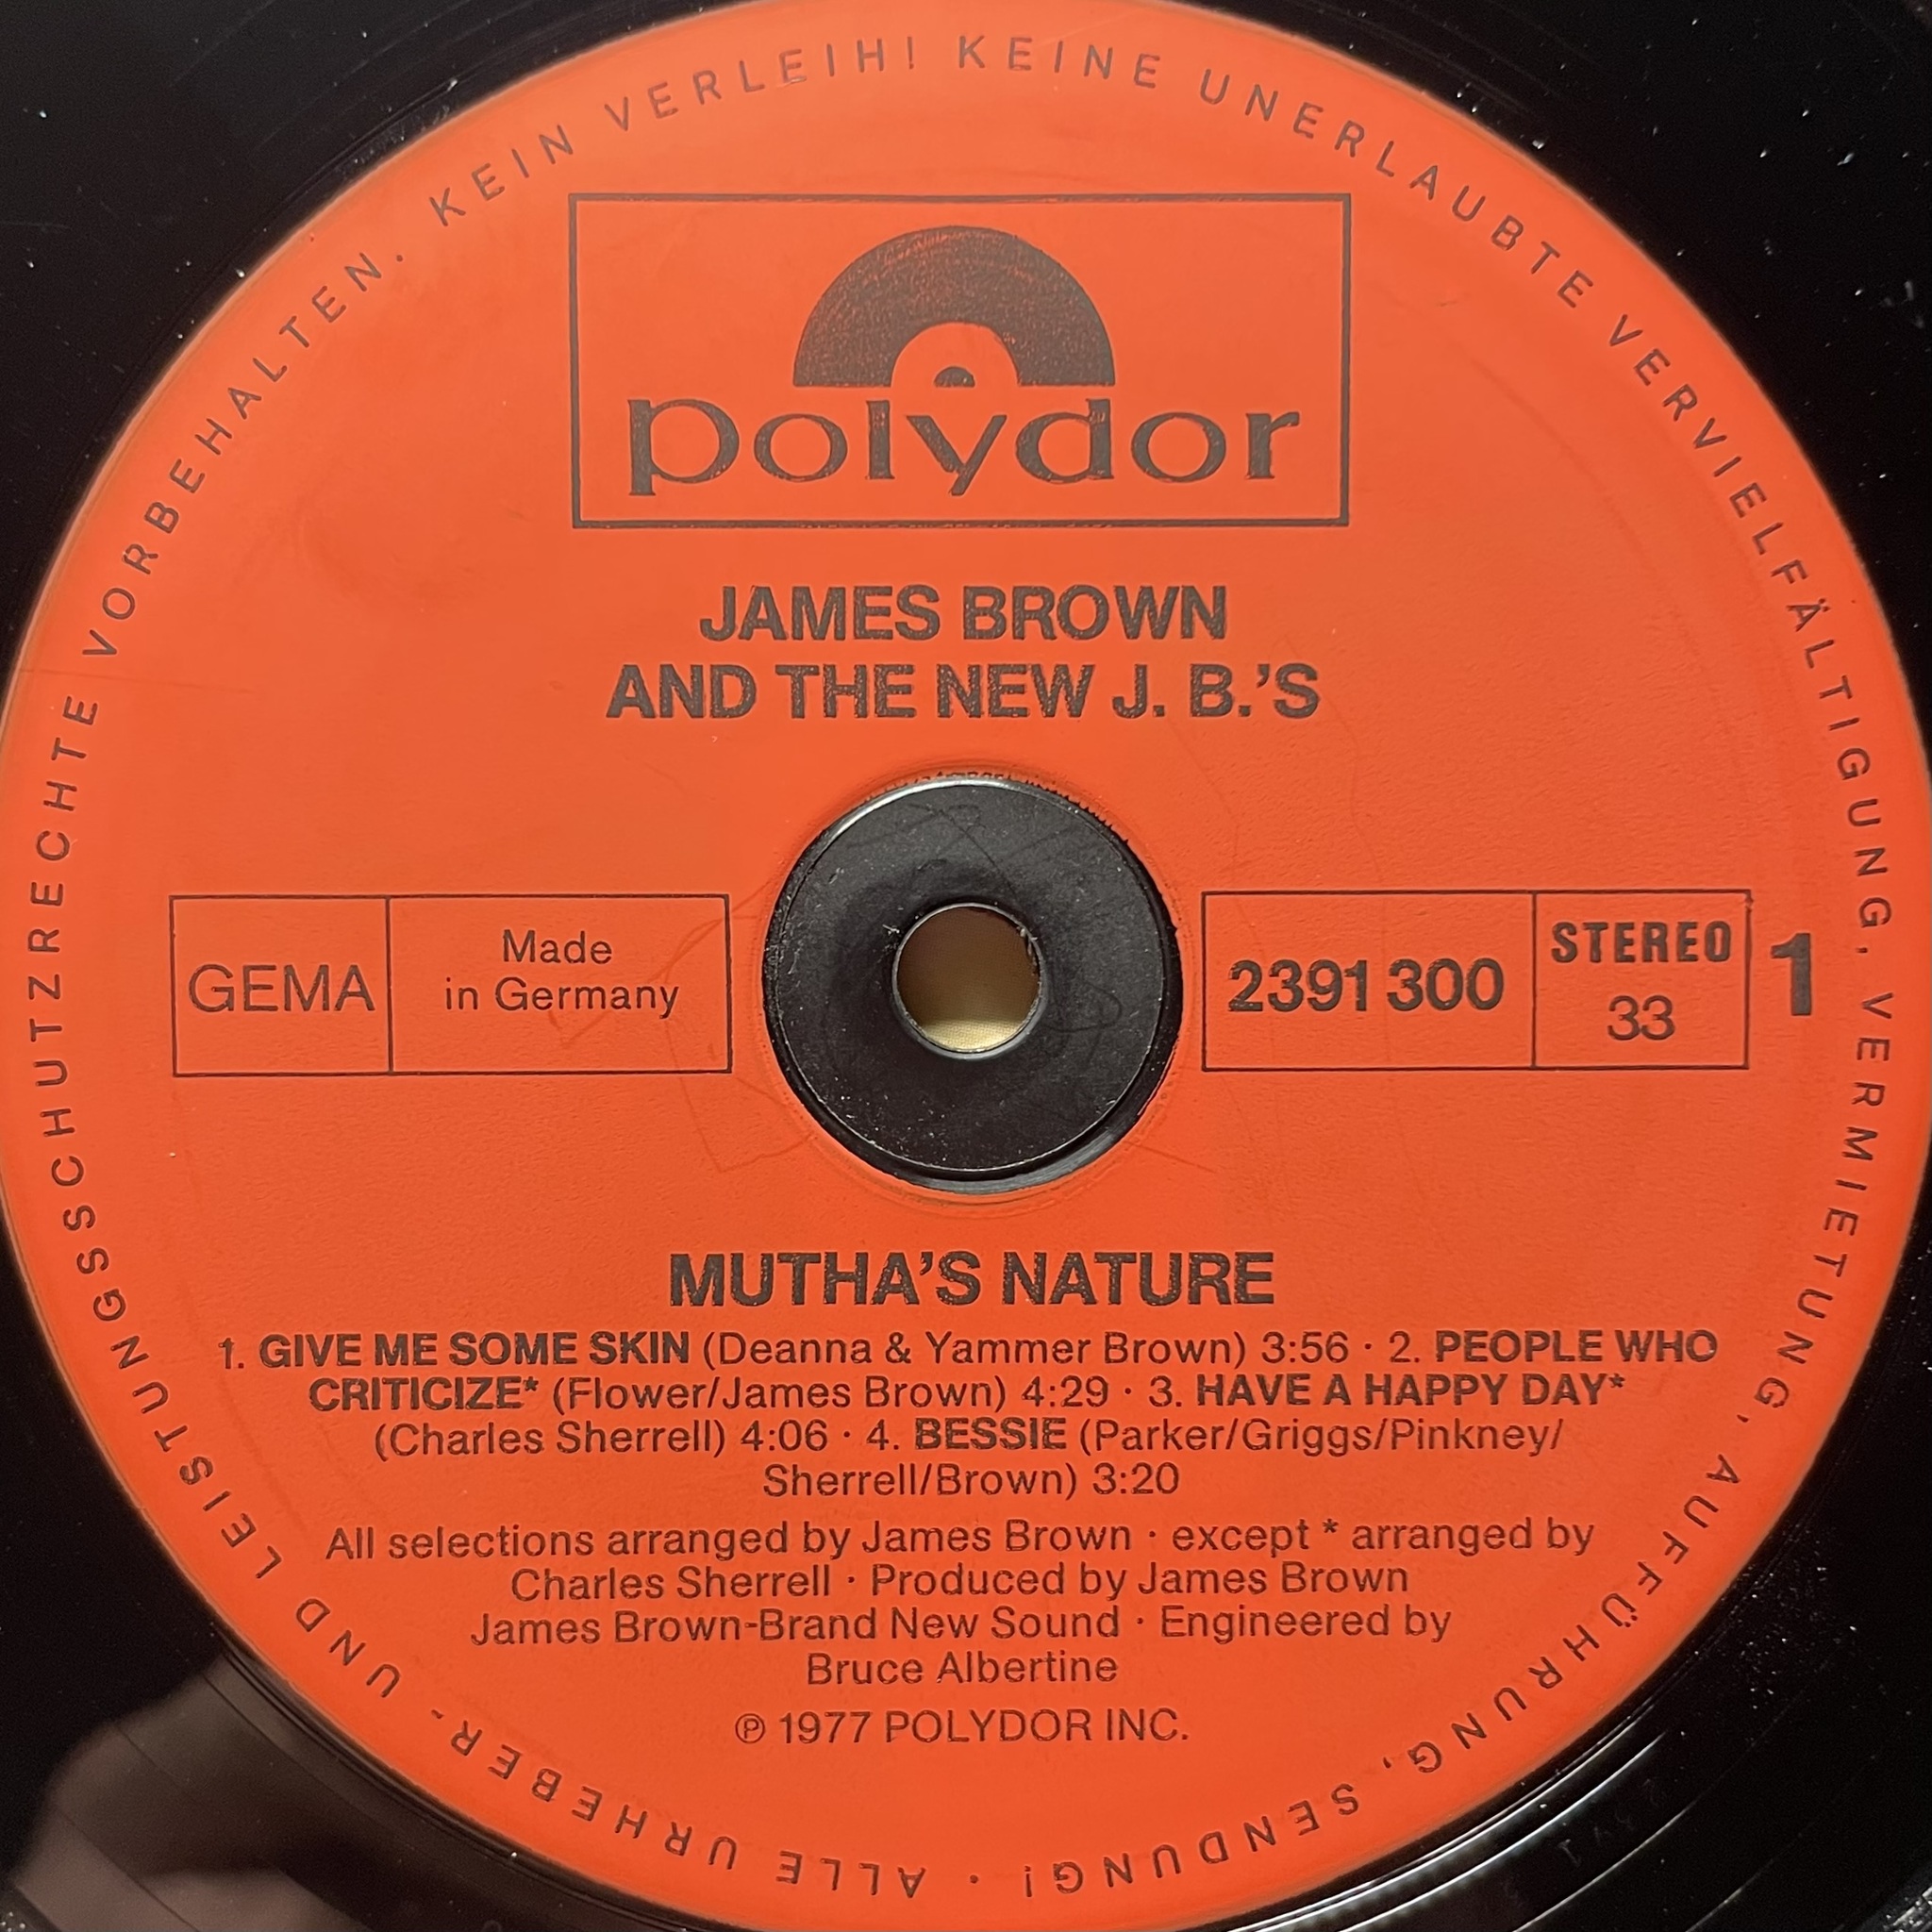 ALLE URHEBER- UND LEISTUNGSSCHUTZRECHTE VORBEHALTEN. KEIN VERLEIH! KEINE UNERLAUBTE VERVIELFÄLTIGUNG, VERMIETUNG, AUFFÜHRUNG, SENDUNG! ·
polydor
JAMES BROWN
AND THE NEW J. B.'S
GEMA
Made
in Germany
2391 300
STEREO
33
1
MUTHA'S NATURE
1. GIVE ME SOME SKIN (Deanna & Yammer Brown) 3:56 · 2. PEOPLE WHO
CRITICIZE* (Flower/James Brown) 4:29 · 3. HAVE A HAPPY DAY*
(Charles Sherrell) 4:06 · 4. BESSIE (Parker/Griggs/Pinkney/
Sherrell/Brown) 3:20
All selections arranged by James Brown · except * arranged by
Charles Sherrell · Produced by James Brown
James Brown-Brand New Sound · Engineered by
Bruce Albertine
℗ 1977 POLYDOR INC.